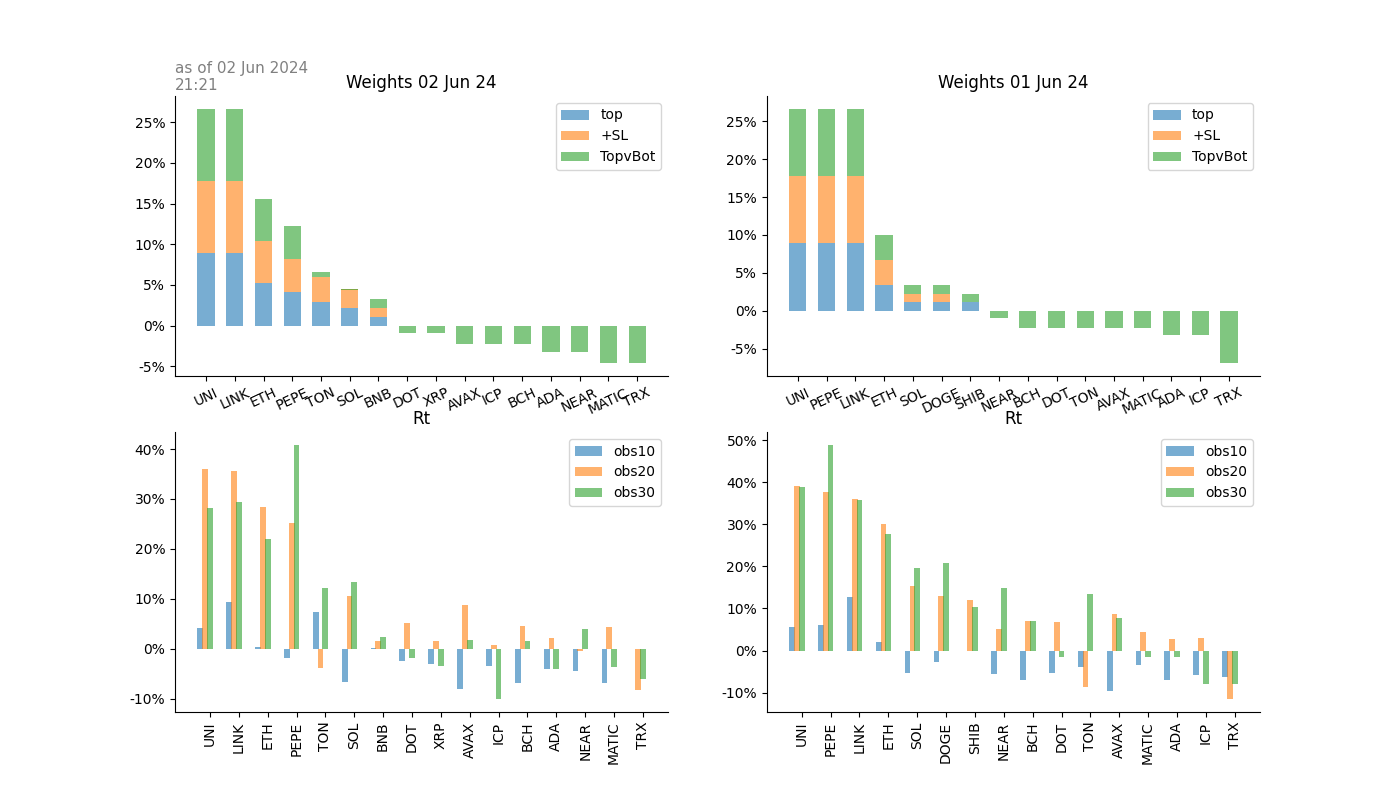 as of 02 Jun 2024
21:21
Weights 02 Jun 24
25%
20%
15%
10%
5%
0%
-5%
top
+SL
TopvBot
UNI LINK ETH PEPE TON SOL BNB DOT XRP AVAX ICP BCH ADA NEAR MATIC TRX
Weights 01 Jun 24
25%
20%
15%
10%
5%
0%
-5%
top
+SL
TopvBot
UNI PEPE LINK ETH SOL DOGE SHIB NEAR BCH DOT TON AVAX MATIC ADA ICP TRX
Rt
40%
30%
20%
10%
0%
-10%
obs10
obs20
obs30
UNI LINK ETH PEPE TON SOL BNB DOT XRP AVAX ICP BCH ADA NEAR MATIC TRX
Rt
50%
40%
30%
20%
10%
0%
-10%
obs10
obs20
obs30
UNI PEPE LINK ETH SOL DOGE SHIB NEAR BCH DOT TON AVAX MATIC ADA ICP TRX